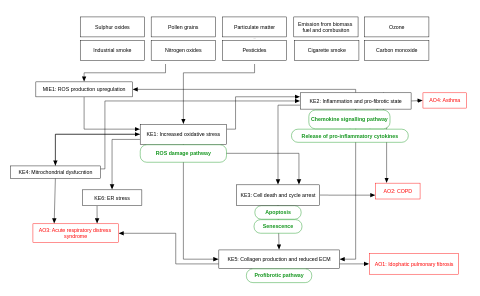 Sulphur oxides
Pollen grains
Particulate matter
Emission from biomass
fuel and combustion
Ozone
Industrial smoke
Nitrogen oxides
Pesticides
Cigarette smoke
Carbon monoxide
MIE1: ROS production upregulation
KE2: Inflammation and pro-fibrotic state
AO4: Asthma
Chemokine signalling pathway
KE1: Increased oxidative stress
Release of pro-inflammatory cytokines
ROS damage pathway
KE4: Mitrochondrial dysfucntion
KE6: ER stress
KE3: Cell death and cycle arrest
AO2: COPD
Apoptosis
Senescence
AO3: Acute respiratory distress
syndrome
KE5: Collagen production and reduced ECM
AO1: Idiophatic pulmonary fibrosis
Profibrotic pathway